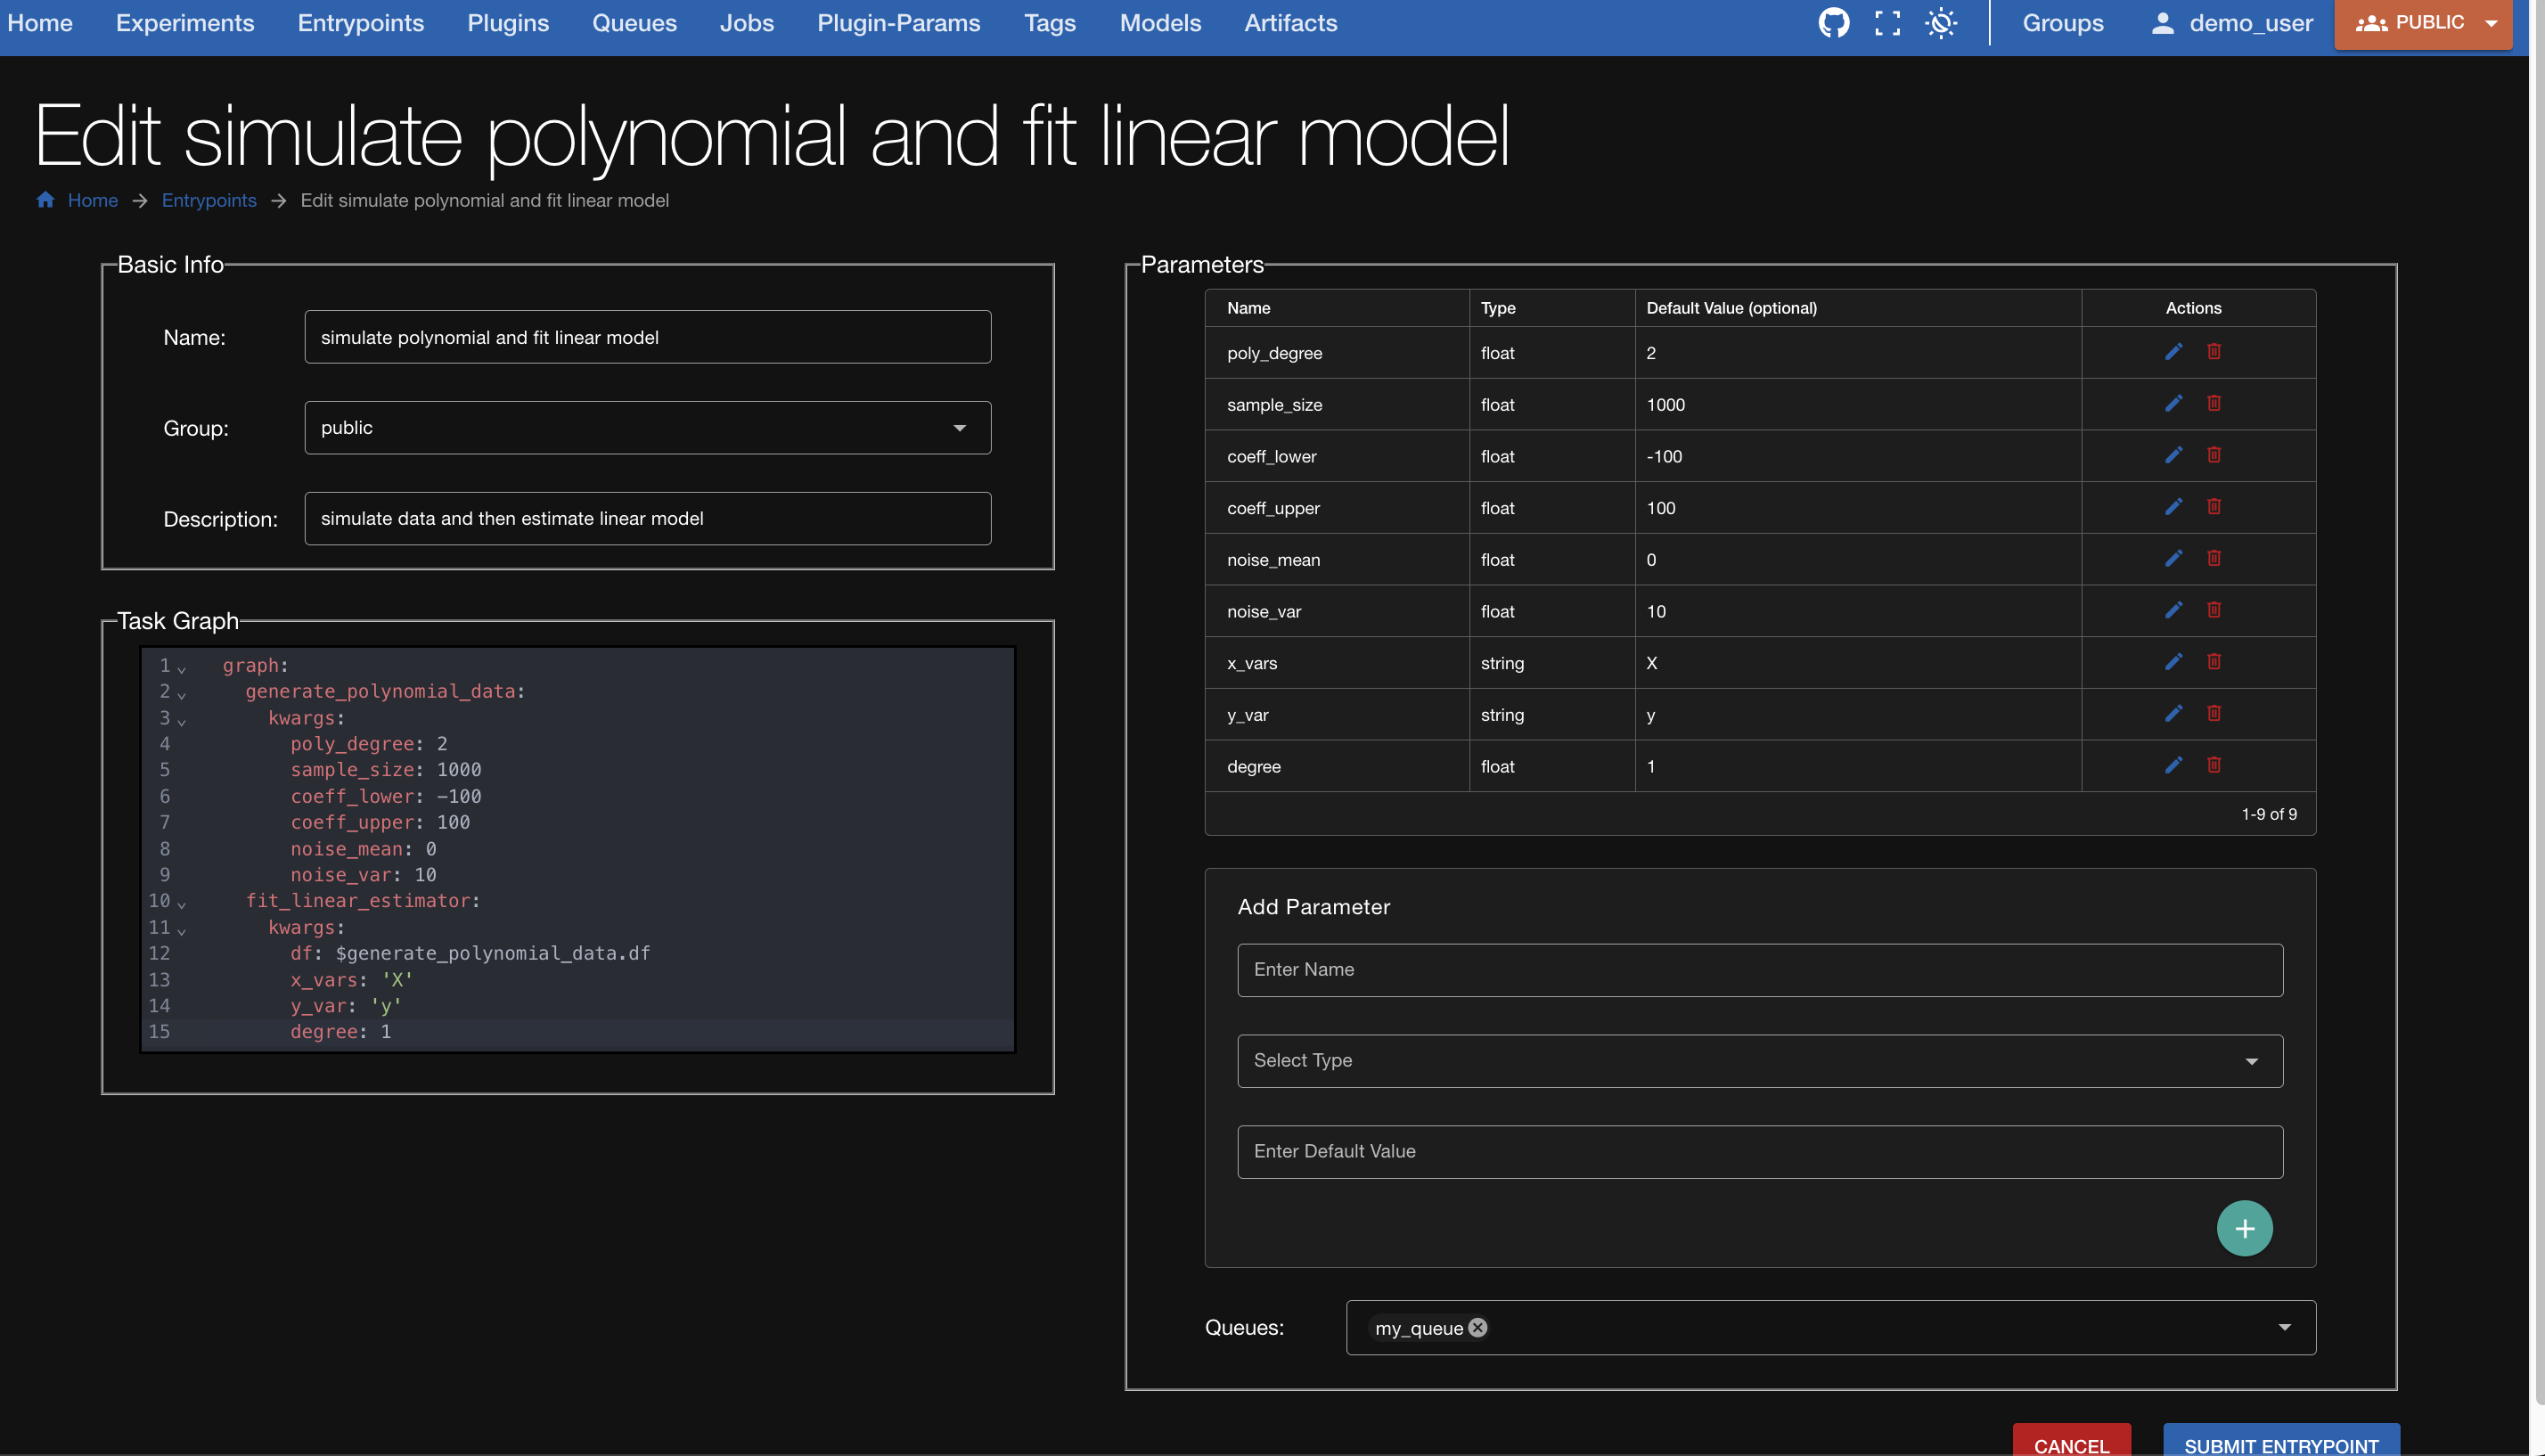 Home Experiments Entrypoints Plugins Queues Jobs Plugin-Params Tags Models Artifacts Groups demo_user PUBLIC
Edit simulate polynomial and fit linear model
Home → Entrypoints → Edit simulate polynomial and fit linear model
Basic Info
Name: simulate polynomial and fit linear model
Group: public
Description: simulate data and then estimate linear model
Task Graph
1 graph:
2 generate_polynomial_data:
3 kwargs:
4 poly_degree: 2
5 sample_size: 1000
6 coeff_lower: -100
7 coeff_upper: 100
8 noise_mean: 0
9 noise_var: 10
10 fit_linear_estimator:
11 kwargs:
12 df: $generate_polynomial_data.df
13 x_vars: 'X'
14 y_var: 'y'
15 degree: 1
Parameters
Name Type Default Value (optional) Actions
poly_degree float 2
sample_size float 1000
coeff_lower float -100
coeff_upper float 100
noise_mean float 0
noise_var float 10
x_vars string X
y_var string y
degree float 1
1-9 of 9
Add Parameter
Enter Name
Select Type
Enter Default Value
Queues: my_queue
CANCEL SUBMIT ENTRYPOINT